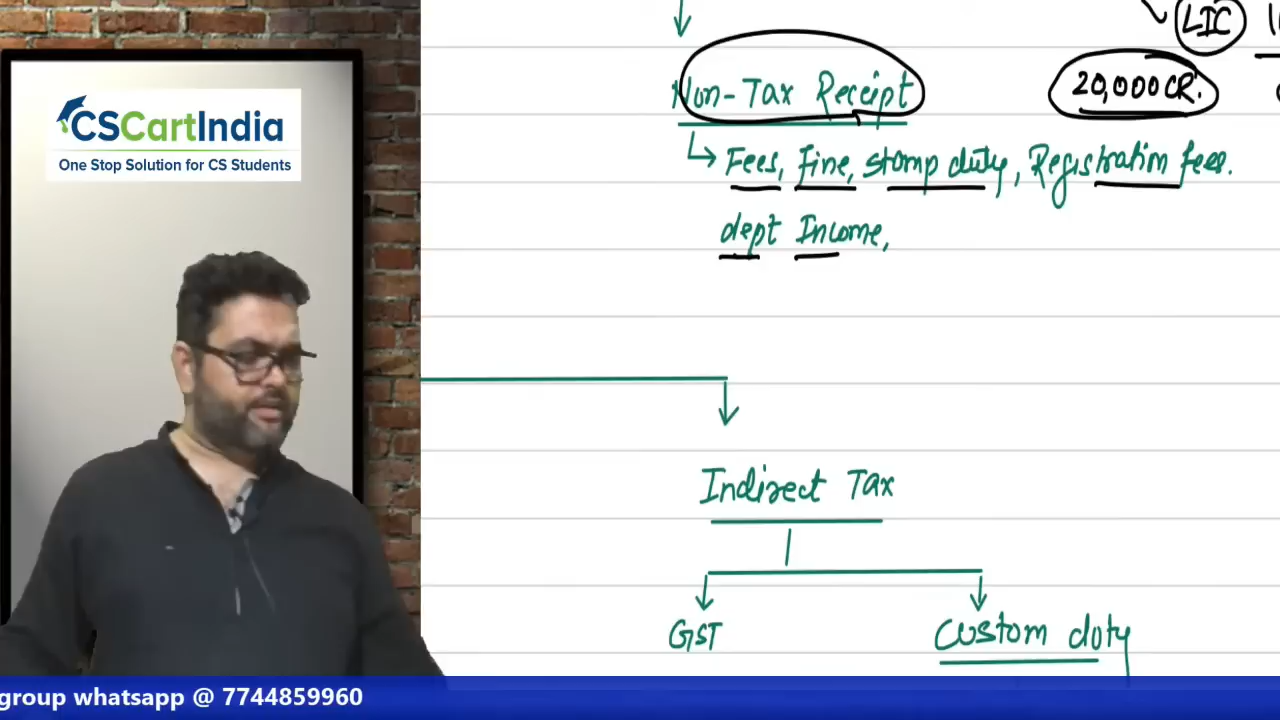 LIC
Non-Tax Receipt
20,000 CR.
CSCartIndia
One Stop Solution for CS Students
Fees, fine, stamp duty, Registration fees.
dept Income,
Indirect Tax
GST
Custom duty
group whatsapp @ 7744859960